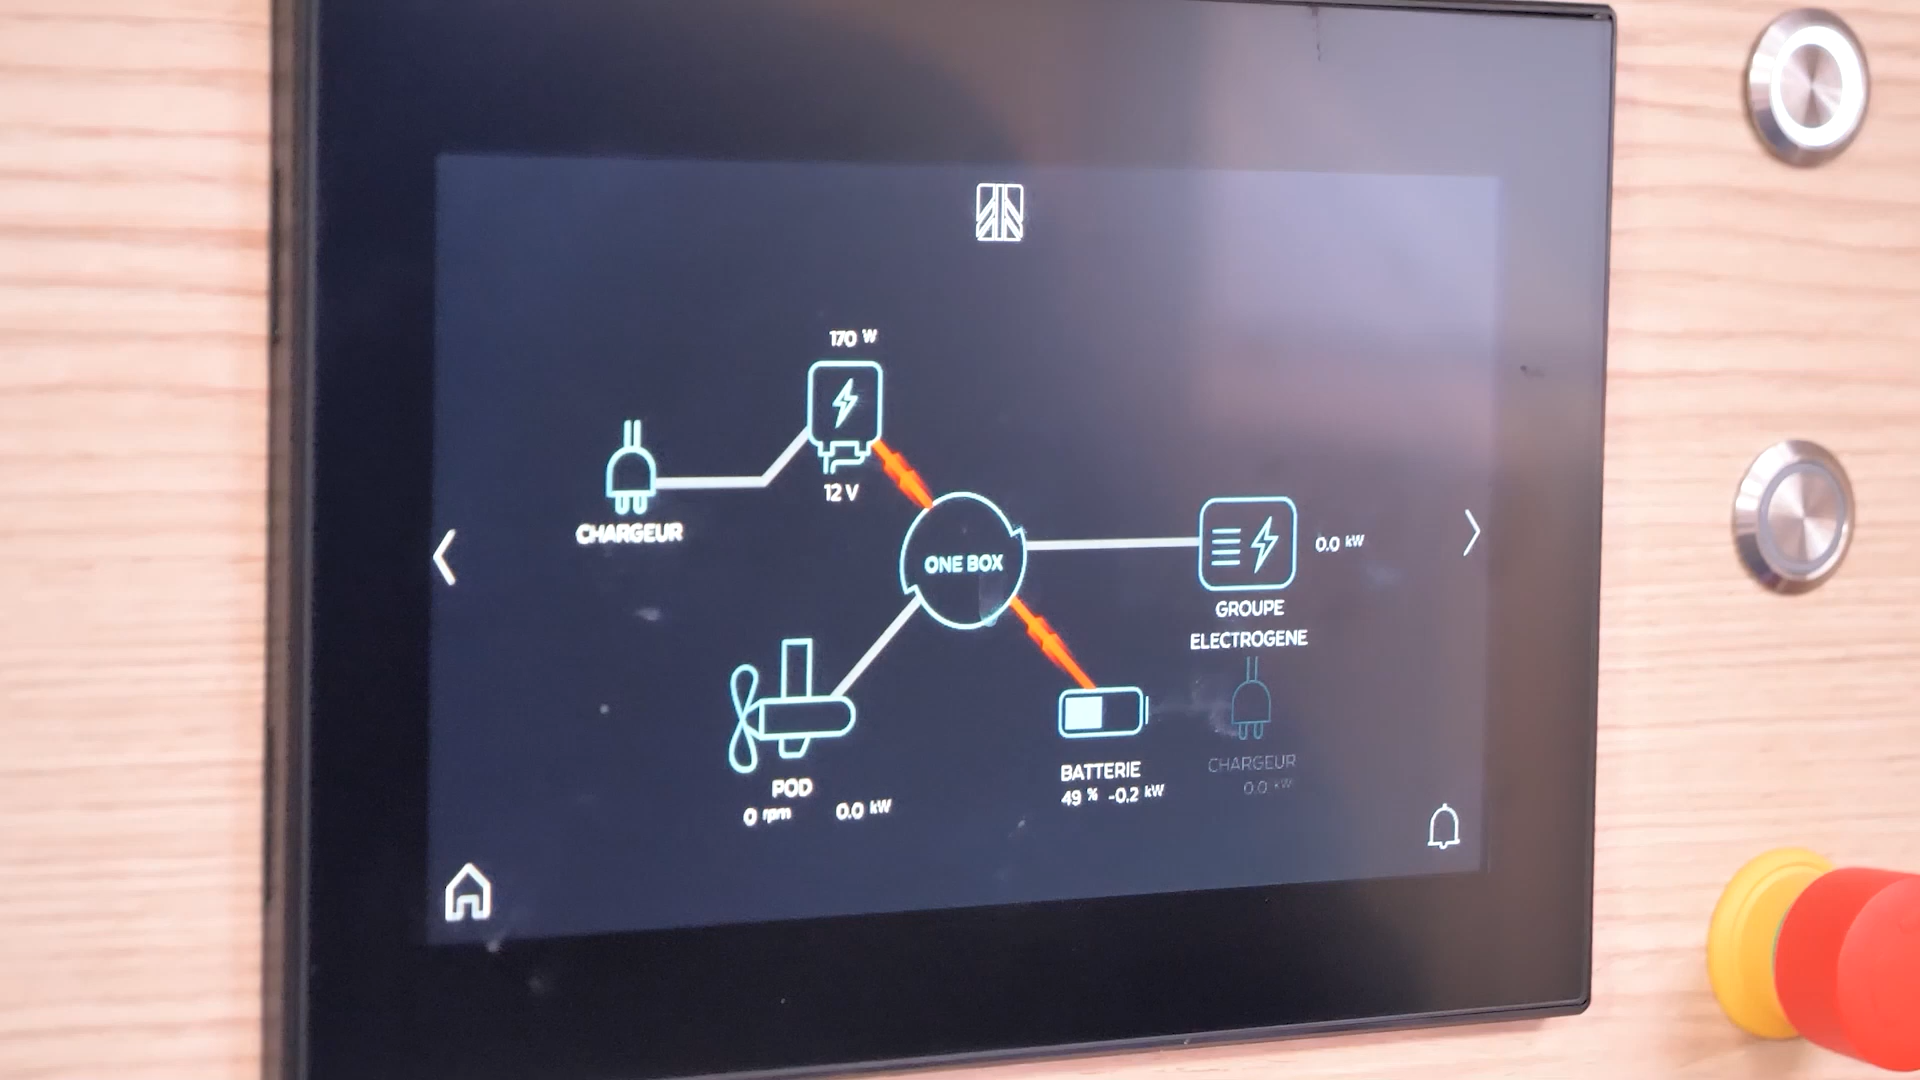 170 W
12 V
CHARGEUR
ONE BOX
0.0 kW
GROUPE
ELECTROGENE
POD
0 rpm 0.0 kW
BATTERIE
49 % -0.2 kW
CHARGEUR
0.0 kW